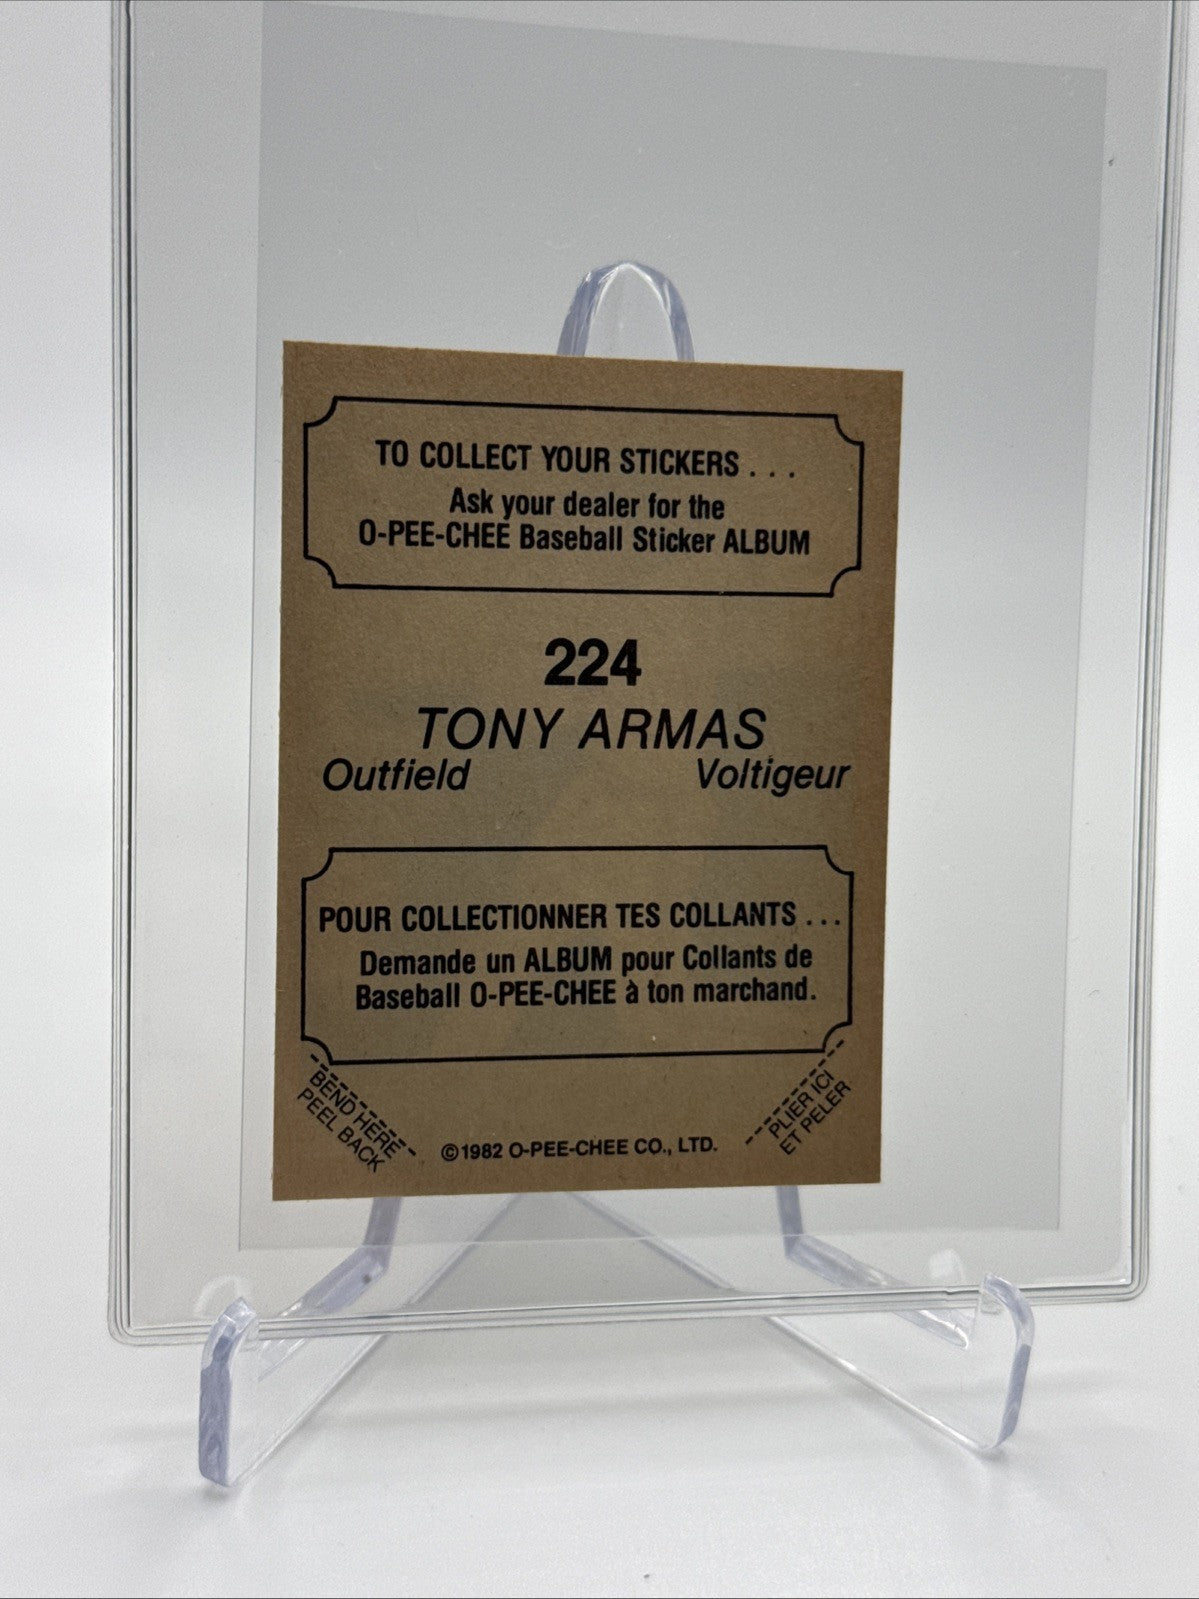 TO COLLECT YOUR STICKERS . . .
Ask your dealer for the
O-PEE-CHEE Baseball Sticker ALBUM
224
TONY ARMAS
Outfield Voltigeur
POUR COLLECTIONNER TES COLLANTS . . .
Demande un ALBUM pour Collants de
Baseball O-PEE-CHEE à ton marchand.
BEND HERE
PEEL BACK
©1982 O-PEE-CHEE CO., LTD.
PLIER ICI
ET PELER